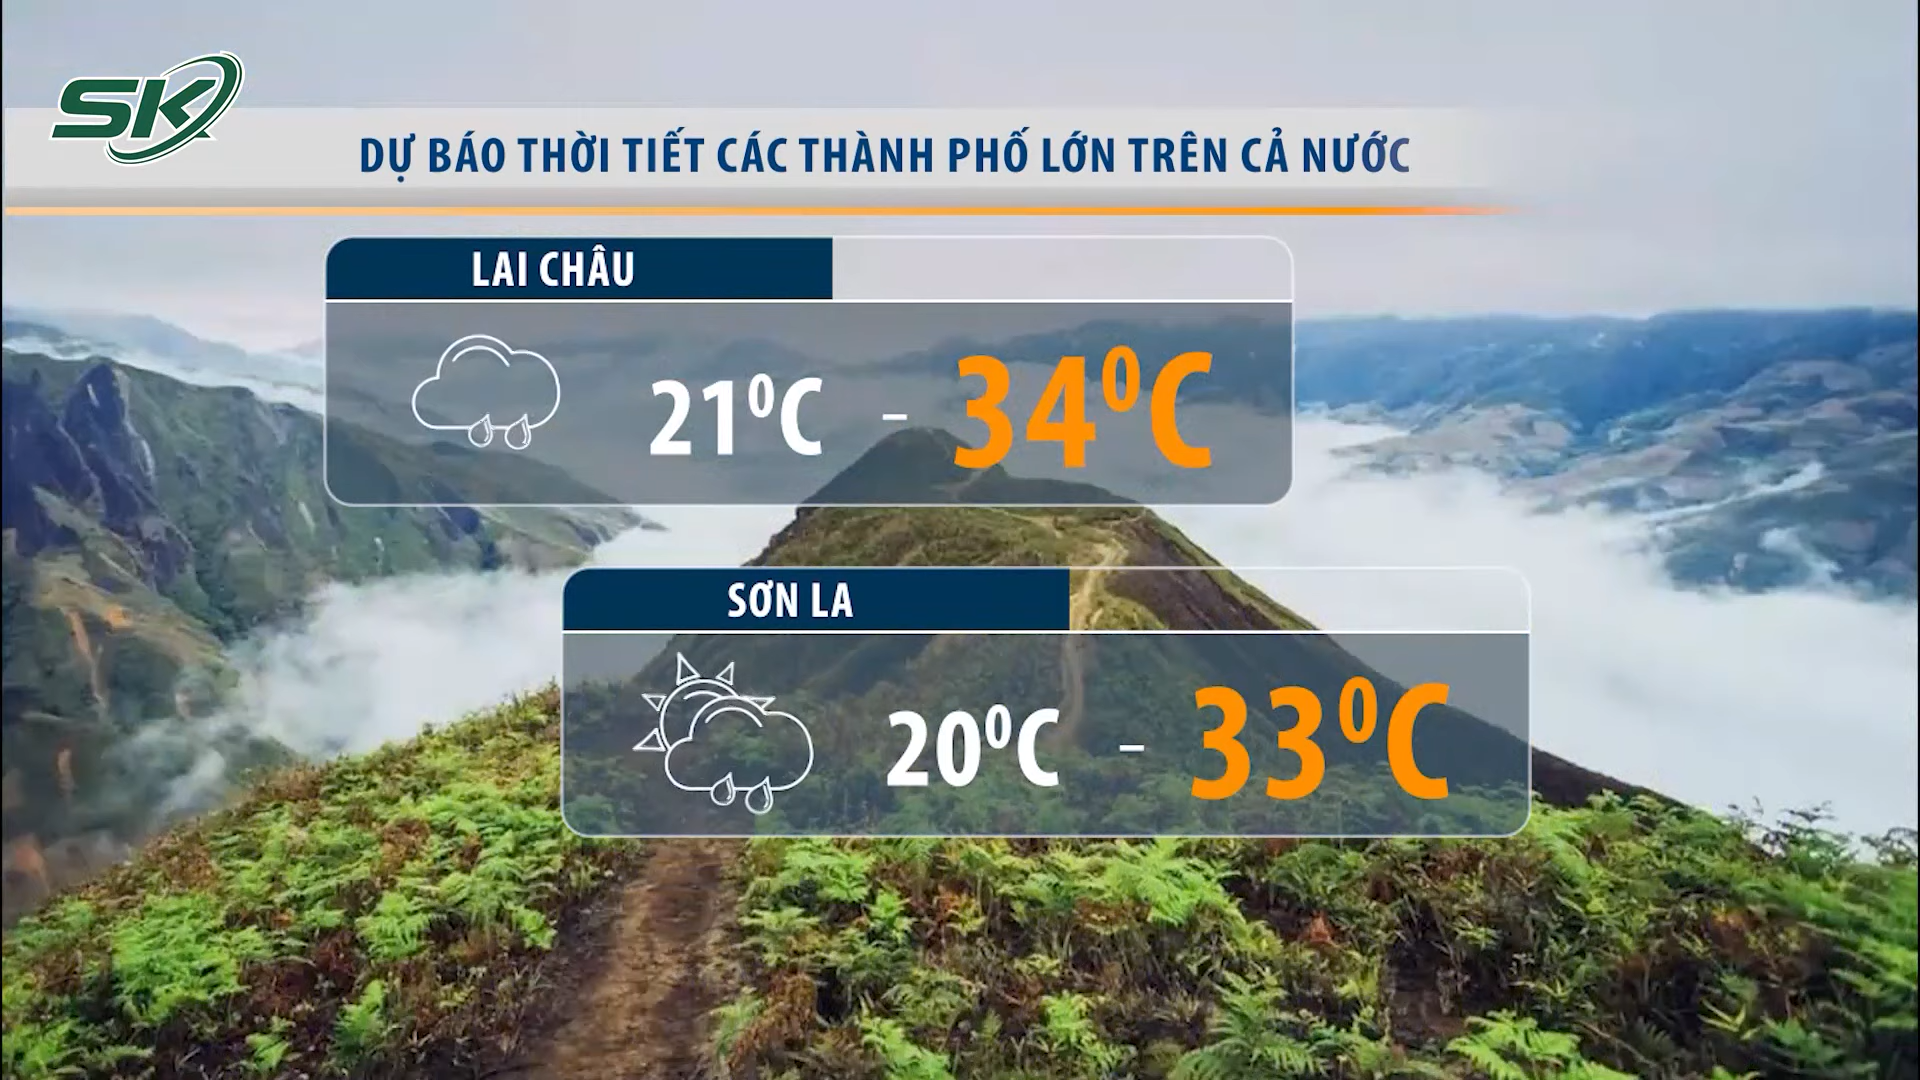 SK
DỰ BÁO THỜI TIẾT CÁC THÀNH PHỐ LỚN TRÊN CẢ NƯỚC
LAI CHÂU
21⁰C - 34⁰C
SƠN LA
20⁰C - 33⁰C